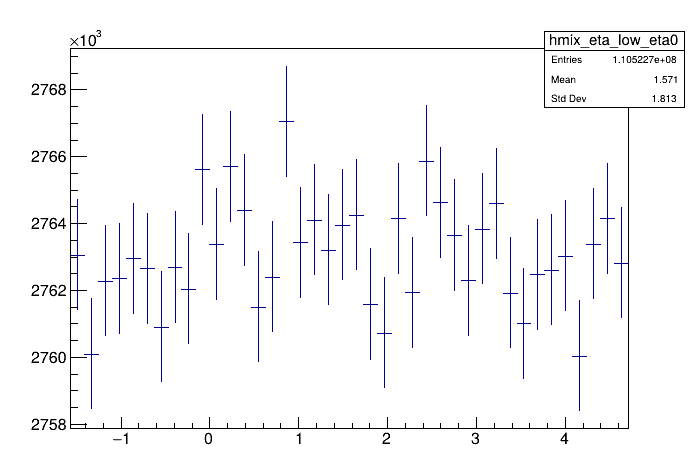 ×10³
hmix_eta_low_eta0
Entries 1.105227e+08
Mean 1.571
Std Dev 1.813
2768
2766
2764
2762
2760
2758
−1 0 1 2 3 4